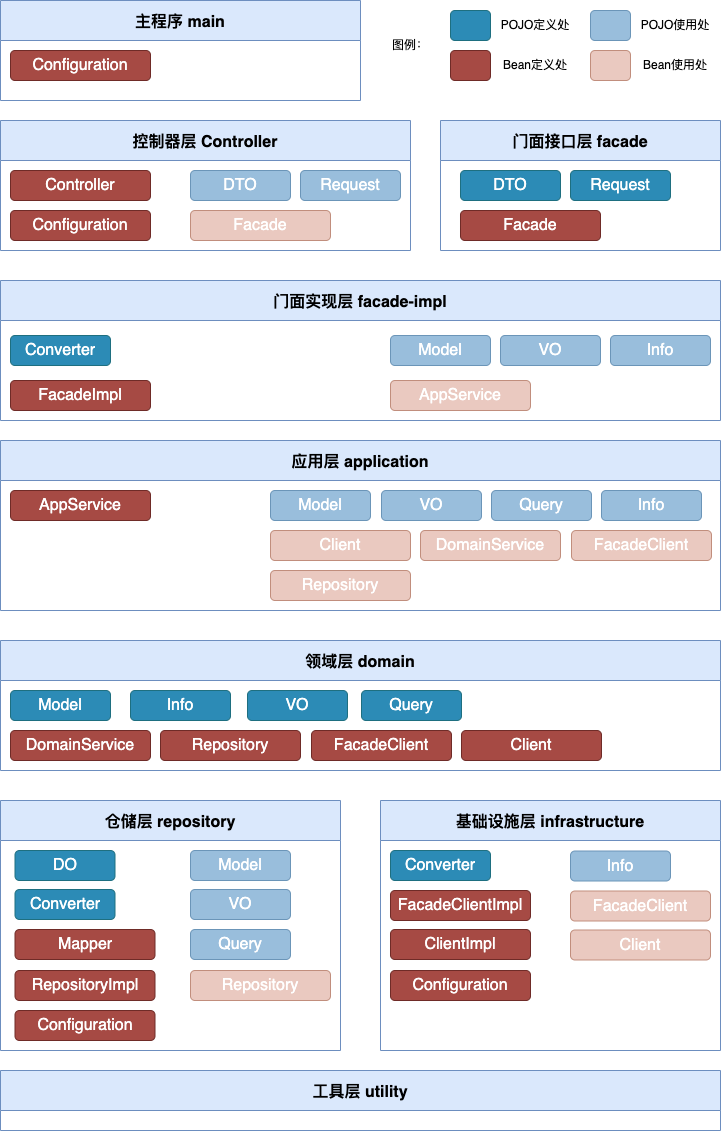 主程序 main
Configuration
图例：
POJO定义处
POJO使用处
Bean定义处
Bean使用处
控制器层 Controller
Controller
DTO
Request
Configuration
Facade
门面接口层 facade
DTO
Request
Facade
门面实现层 facade-impl
Converter
Model
VO
Info
FacadeImpl
AppService
应用层 application
AppService
Model
VO
Query
Info
Client
DomainService
FacadeClient
Repository
领域层 domain
Model
Info
VO
Query
DomainService
Repository
FacadeClient
Client
仓储层 repository
DO
Model
Converter
VO
Mapper
Query
RepositoryImpl
Repository
Configuration
基础设施层 infrastructure
Converter
Info
FacadeClientImpl
FacadeClient
ClientImpl
Client
Configuration
工具层 utility